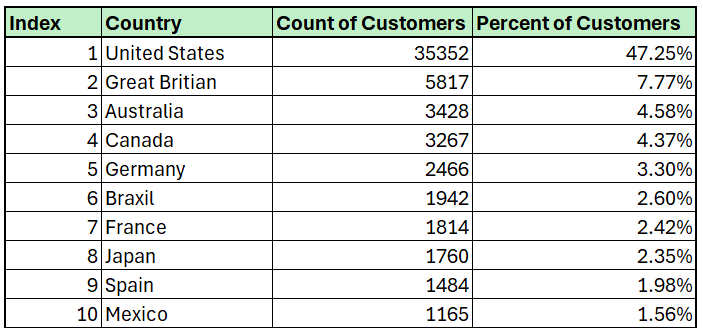 Index Country Count of Customers Percent of Customers
1 United States 35352 47.25%
2 Great Britian 5817 7.77%
3 Australia 3428 4.58%
4 Canada 3267 4.37%
5 Germany 2466 3.30%
6 Braxil 1942 2.60%
7 France 1814 2.42%
8 Japan 1760 2.35%
9 Spain 1484 1.98%
10 Mexico 1165 1.56%